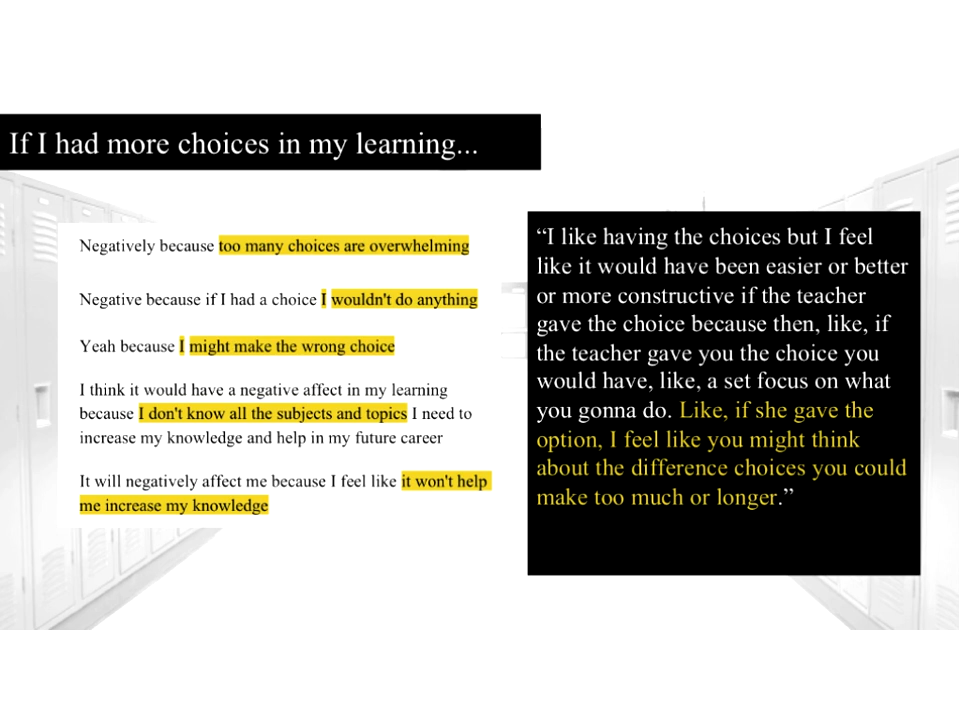 If I had more choices in my learning...
Negatively because too many choices are overwhelming
Negative because if I had a choice I wouldn't do anything
Yeah because I might make the wrong choice
I think it would have a negative affect in my learning
because I don't know all the subjects and topics I need to
increase my knowledge and help in my future career
It will negatively affect me because I feel like it won't help
me increase my knowledge
“I like having the choices but I feel
like it would have been easier or better
or more constructive if the teacher
gave the choice because then, like, if
the teacher gave you the choice you
would have, like, a set focus on what
you gonna do. Like, if she gave the
option, I feel like you might think
about the difference choices you could
make too much or longer.”